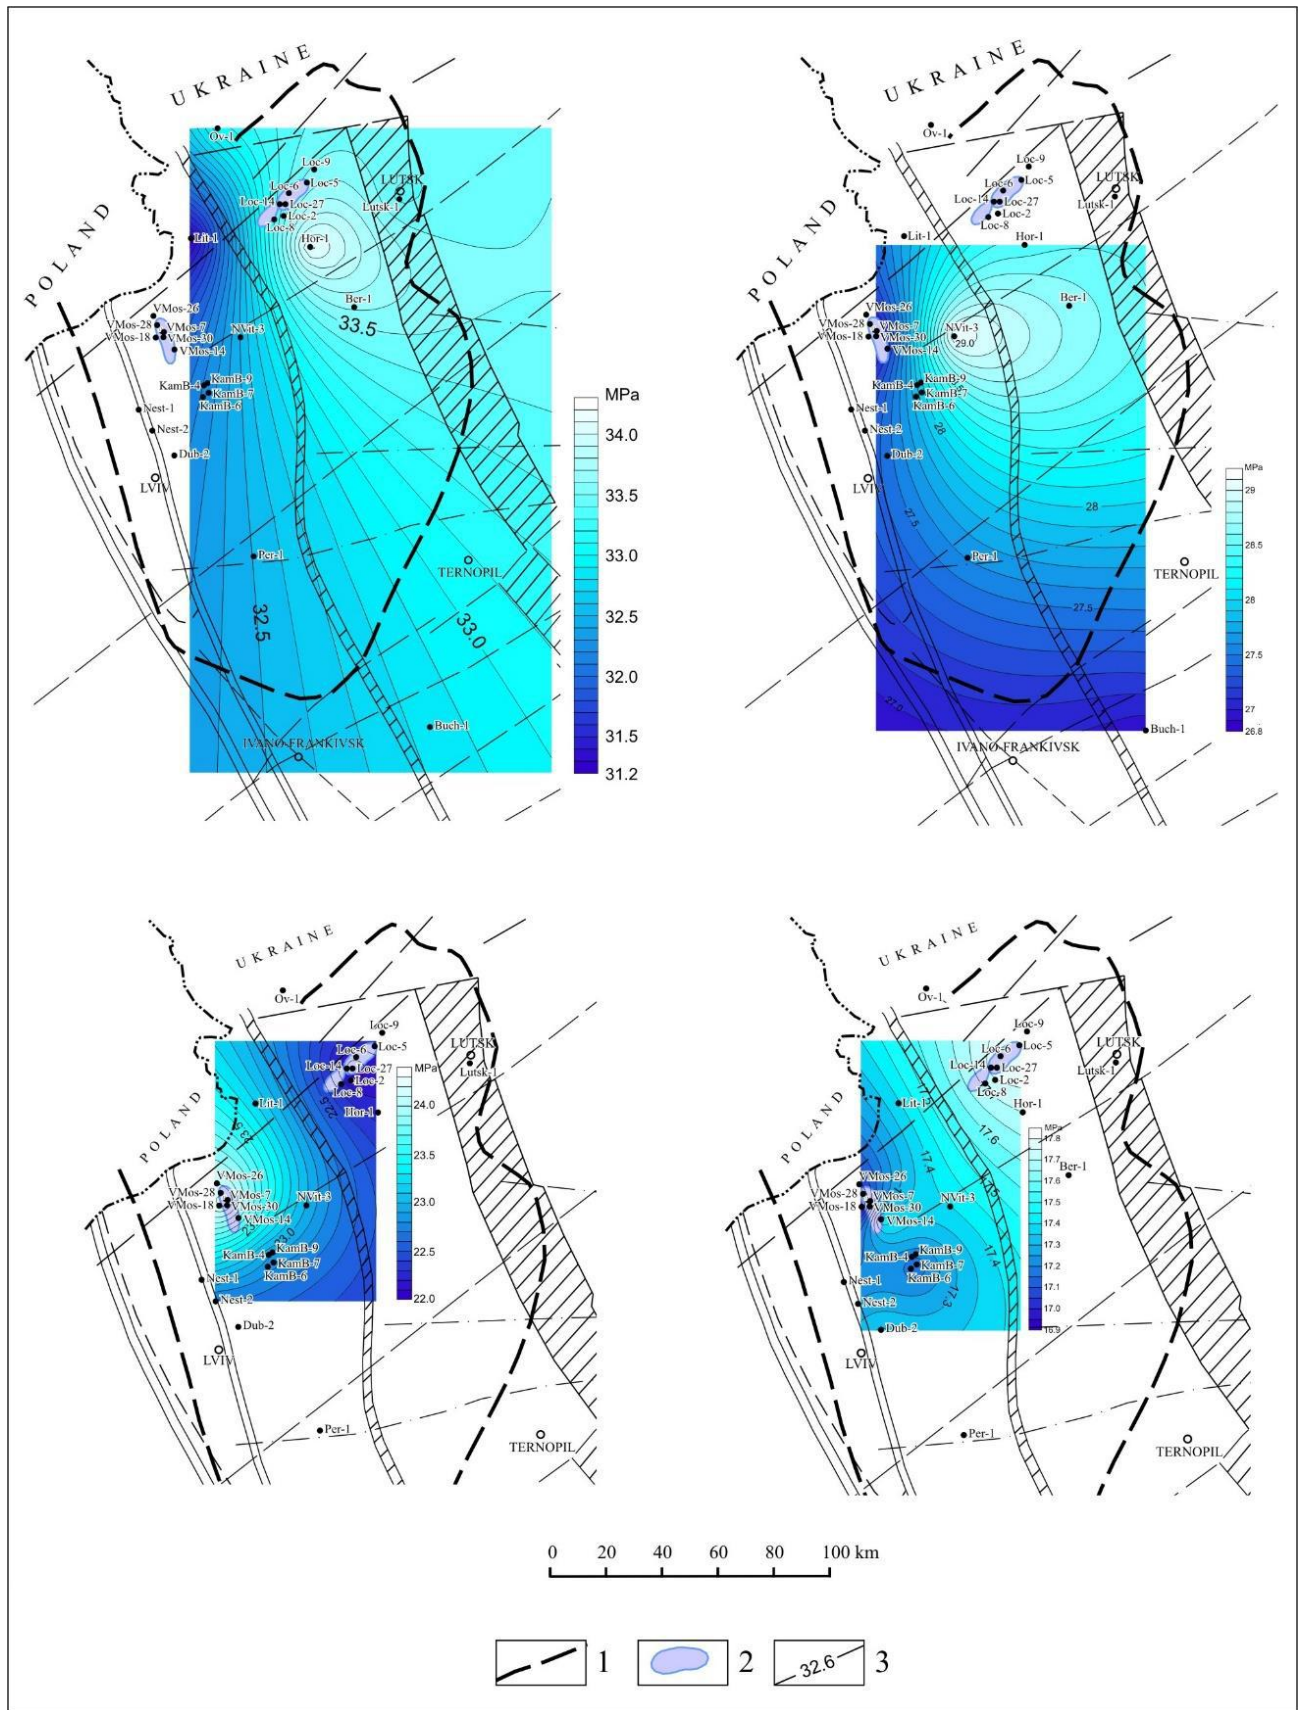 UKRAINE
Ov-1
Loc-9
Loc-6
Loc-5
LUTSK
Loc-14
Loc-27
Lutsk-1
Loc-2
Loc-8
POLAND
Lit-1
Hor-1
VMos-26
Ber-1
VMos-28
VMos-7
33.5
VMos-18
VMos-30
NVit-3
VMos-14
KamB-9
KamB-4
KamB-7
KamB-6
Nest-1
Nest-2
Dub-2
LVIV
Per-1
TERNOPIL
32.5
33.0
Buch-1
IVANO-FRANKIVSK
MPa
34.0
33.5
33.0
32.5
32.0
31.5
31.2
UKRAINE
Ov-1
Loc-9
Loc-6
Loc-5
LUTSK
Loc-14
Loc-27
Lutsk-1
Loc-2
Loc-8
POLAND
Lit-1
Hor-1
VMos-26
Ber-1
VMos-28
VMos-7
VMos-18
VMos-30
NVit-3
29.0
VMos-14
KamB-9
KamB-4
KamB-7
KamB-6
Nest-1
28
Nest-2
Dub-2
LVIV
28
27.5
Per-1
TERNOPIL
27.5
27.0
Buch-1
IVANO-FRANKIVSK
MPa
29
28.5
28
27.5
27
26.8
UKRAINE
Ov-1
Loc-9
LUTSK
Loc-6
Loc-5
Loc-14
Loc-27
Lutsk-1
Loc-2
Loc-8
22.5
Lit-1
Hor-1
23.5
POLAND
VMos-26
VMos-28
VMos-7
VMos-18
VMos-30
NVit-3
VMos-14
23.0
KamB-9
KamB-4
KamB-7
KamB-6
Nest-1
Nest-2
Dub-2
LVIV
Per-1
TERNOPIL
MPa
24.0
23.5
23.0
22.5
22.0
UKRAINE
Ov-1
Loc-9
LUTSK
Loc-6
Loc-5
Loc-14
Loc-27
Lutsk-1
Loc-2
Loc-8
Lit-1
Hor-1
17.6
POLAND
17.4
Ber-1
VMos-26
VMos-28
VMos-7
17.5
VMos-18
VMos-30
NVit-3
VMos-14
17.4
KamB-9
KamB-4
KamB-7
KamB-6
Nest-1
17.3
Nest-2
Dub-2
LVIV
Per-1
TERNOPIL
MPa
17.8
17.7
17.6
17.5
17.4
17.3
17.2
17.1
17.0
16.9
0 20 40 60 80 100 km
1
2
32.6
3